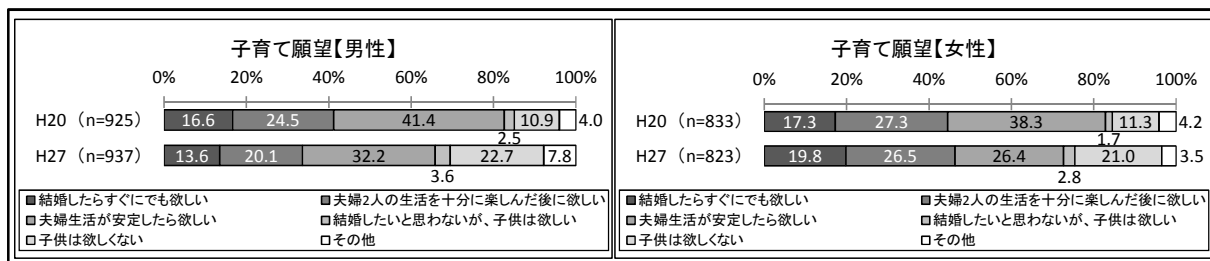 子育て願望【男性】
0% 20% 40% 60% 80% 100%
H20 (n=925) 16.6 24.5 41.4 2.5 10.9 4.0
H27 (n=937) 13.6 20.1 32.2 3.6 22.7 7.8
■結婚したらすぐにでも欲しい ■夫婦2人の生活を十分に楽しんだ後に欲しい
■夫婦生活が安定したら欲しい ■結婚したいと思わないが、子供は欲しい
□子供は欲しくない □その他
子育て願望【女性】
0% 20% 40% 60% 80% 100%
H20 (n=833) 17.3 27.3 38.3 1.7 11.3 4.2
H27 (n=823) 19.8 26.5 26.4 2.8 21.0 3.5
■結婚したらすぐにでも欲しい ■夫婦2人の生活を十分に楽しんだ後に欲しい
■夫婦生活が安定したら欲しい ■結婚したいと思わないが、子供は欲しい
□子供は欲しくない □その他